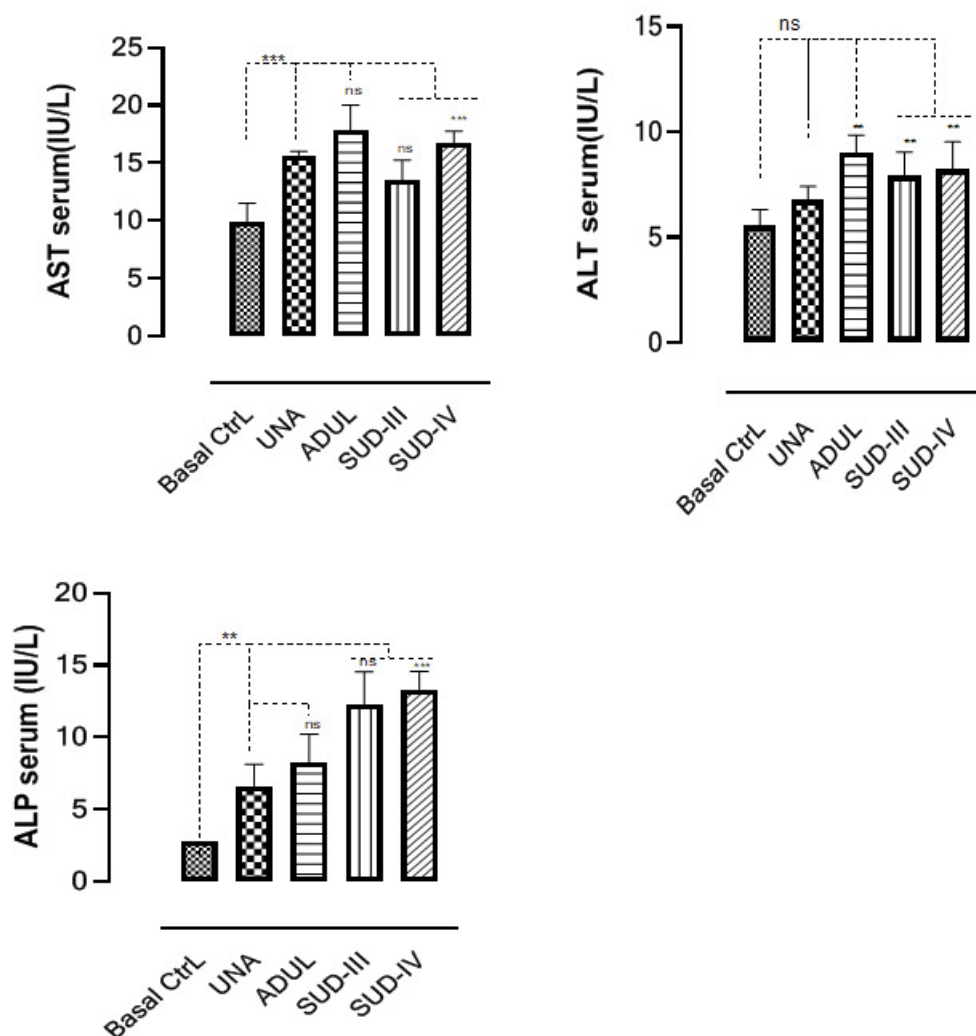 AST serum(IU/L)
25
20
15
10
5
0
***
ns
ns
***
Basal CtrL
UNA
ADUL
SUD-III
SUD-IV
ALT serum(IU/L)
15
10
5
0
ns
**
**
**
Basal CtrL
UNA
ADUL
SUD-III
SUD-IV
ALP serum (IU/L)
20
15
10
5
0
**
ns
ns
***
Basal CtrL
UNA
ADUL
SUD-III
SUD-IV